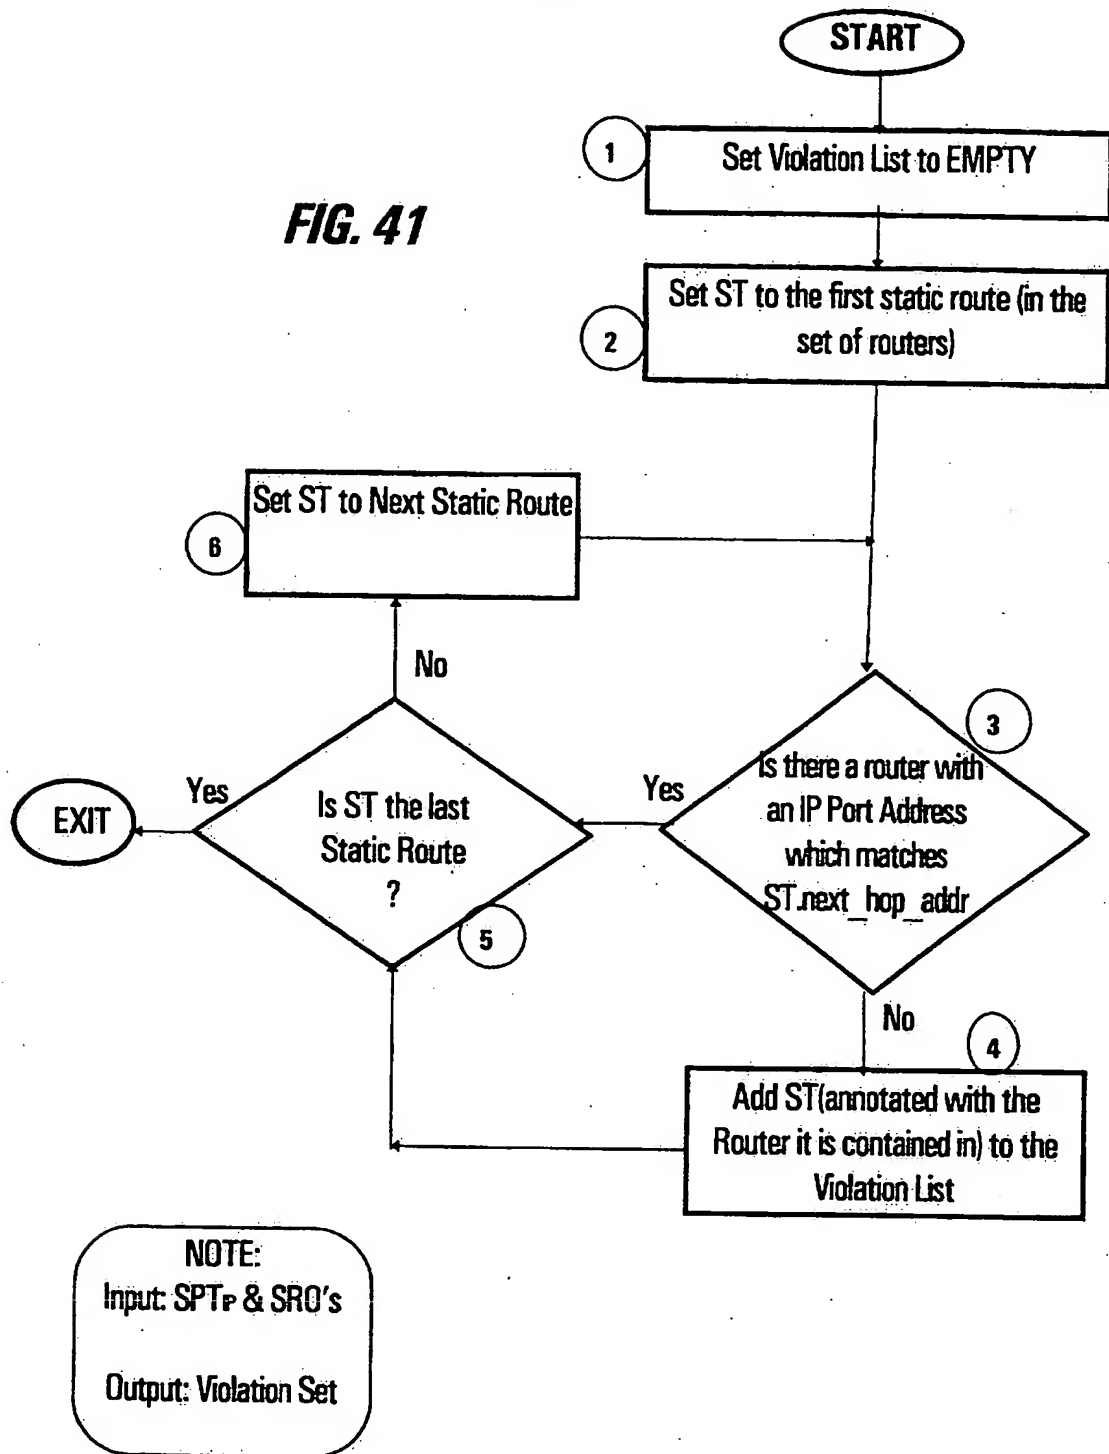 START
1
Set Violation List to EMPTY
FIG. 41
2
Set ST to the first static route (in the
set of routers)
6
Set ST to Next Static Route
No
3
Is there a router with
an IP Port Address
which matches
ST.next_hop_addr
Yes
Is ST the last
Static Route
?
5
Yes
EXIT
No
4
Add ST(annotated with the
Router it is contained in) to the
Violation List
NOTE:
Input: SPTP & SRO's
Output: Violation Set